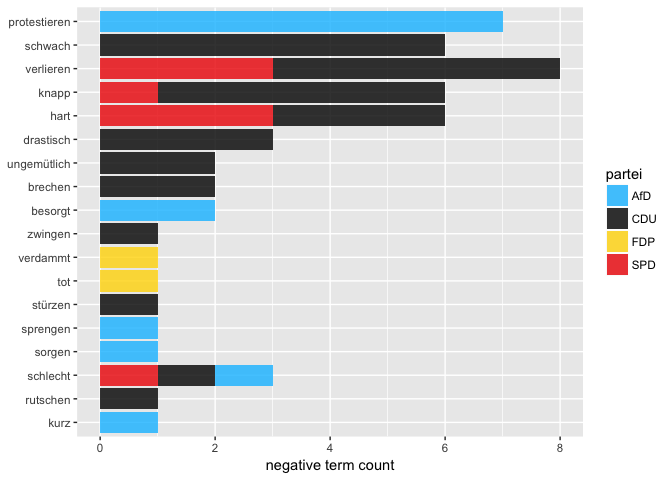 protestieren
schwach
verlieren
knapp
hart
drastisch
ungemütlich
brechen
besorgt
zwingen
verdammt
tot
stürzen
sprengen
sorgen
schlecht
rutschen
kurz
0 2 4 6 8
negative term count
partei
AfD
CDU
FDP
SPD